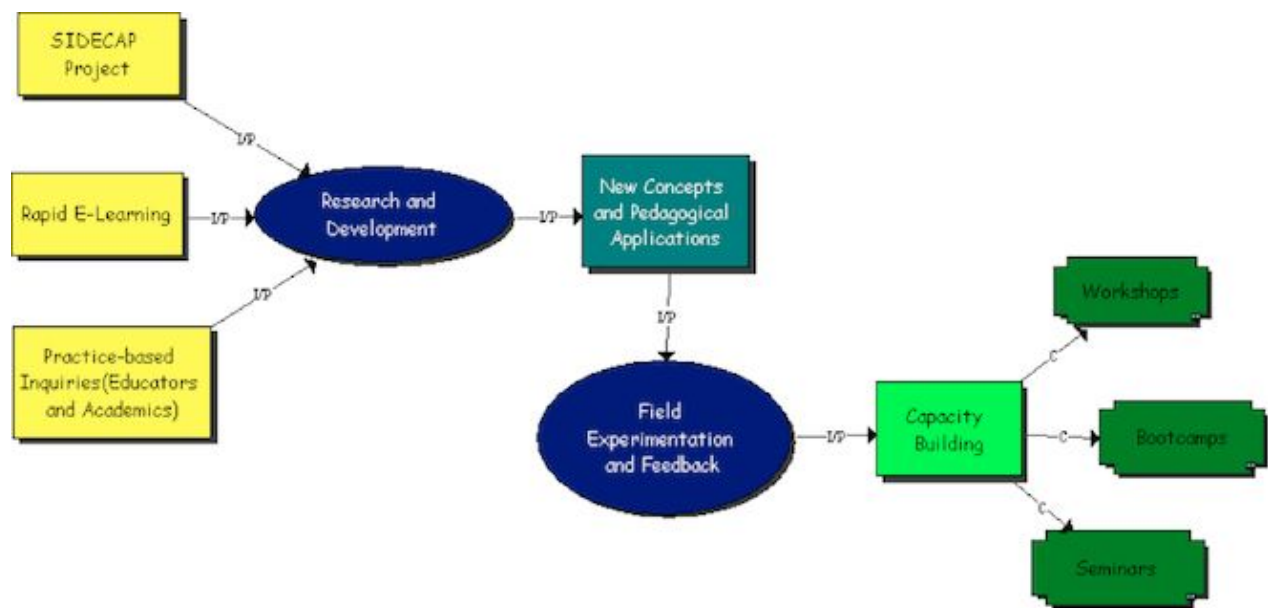 SIDECAP
Project
I/P
Rapid E-Learning
I/P
Practice-based
Inquiries(Educators
and Academics)
I/P
Research and
Development
I/P
New Concepts
and Pedagogical
Applications
I/P
Field
Experimentation
and Feedback
I/P
Capacity
Building
C
Workshops
C
Bootcamps
C
Seminars